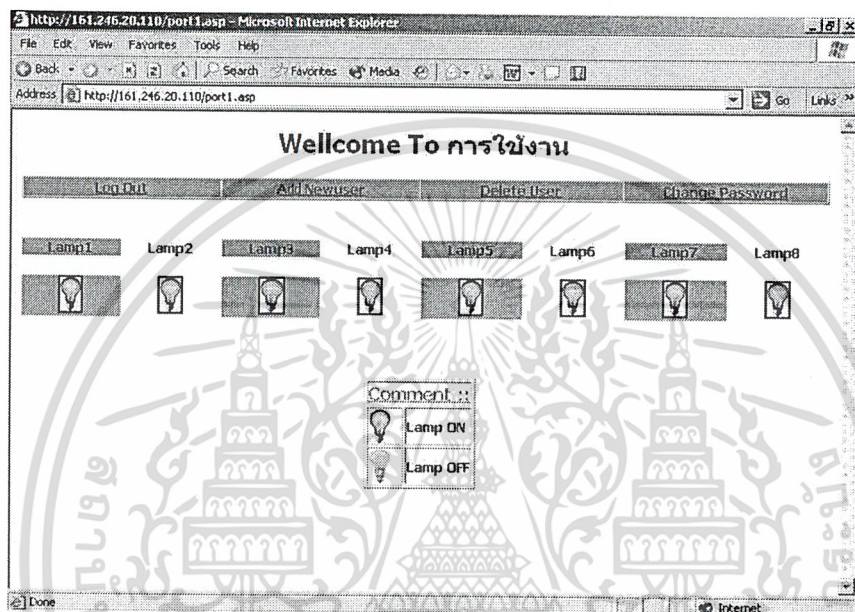 http://161.246.20.110/port1.asp - Microsoft Internet Explorer
File Edit View Favorites Tools Help
Back Search Favorites Media
Address http://161.246.20.110/port1.asp Go Links »
Wellcome To การใช้งาน
Log Out Add Newuser Delete User Change Password
Lamp1 Lamp2 Lamp3 Lamp4 Lamp5 Lamp6 Lamp7 Lamp8
Comment ::
Lamp ON
Lamp OFF
Done Internet